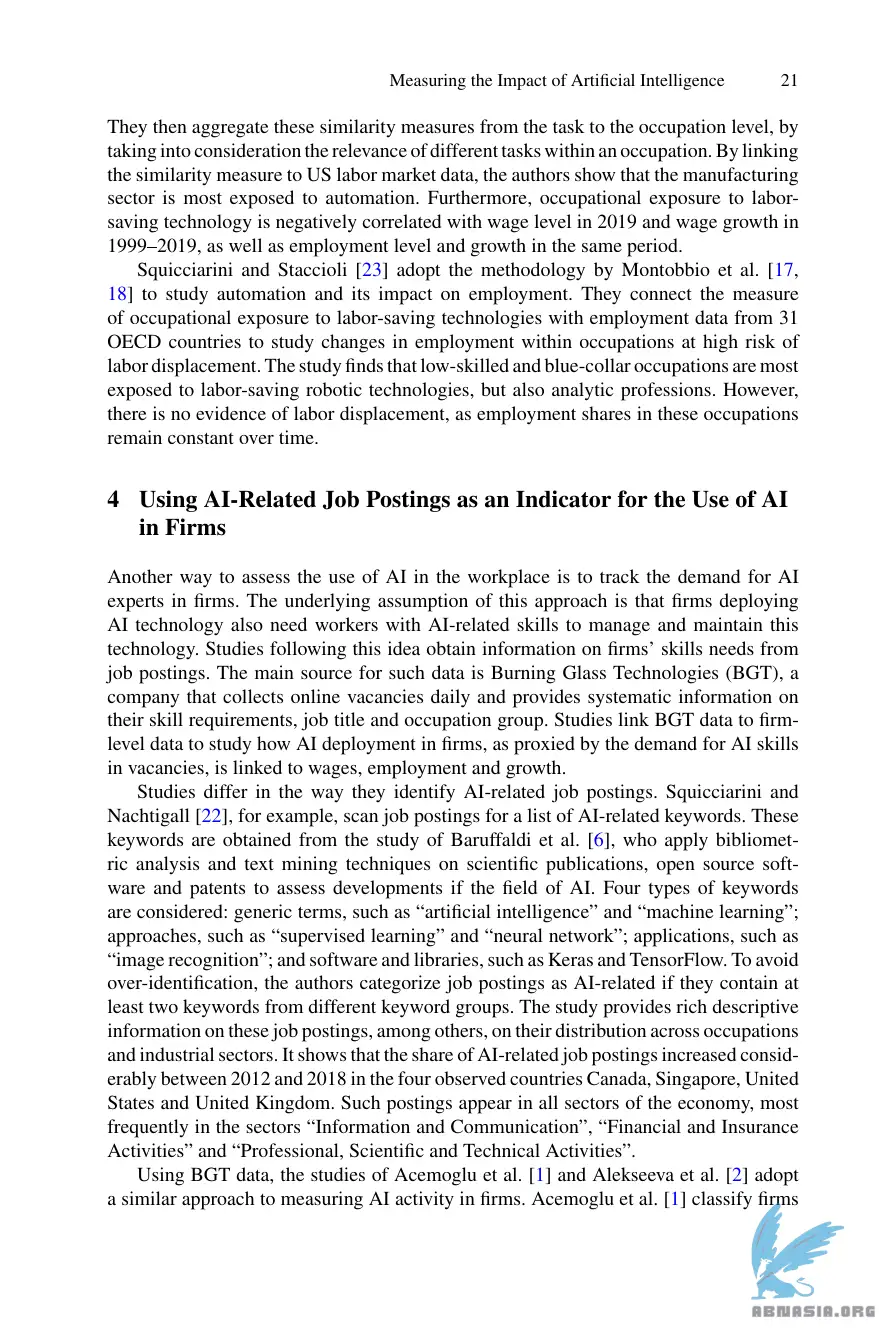 Measuring the Impact of Artificial Intelligence 21
They then aggregate these similarity measures from the task to the occupation level, by
taking into consideration the relevance of different tasks within an occupation. By linking
the similarity measure to US labor market data, the authors show that the manufacturing
sector is most exposed to automation. Furthermore, occupational exposure to labor-
saving technology is negatively correlated with wage level in 2019 and wage growth in
1999–2019, as well as employment level and growth in the same period.
Squicciarini and Staccioli [23] adopt the methodology by Montobbio et al. [17,
18] to study automation and its impact on employment. They connect the measure
of occupational exposure to labor-saving technologies with employment data from 31
OECD countries to study changes in employment within occupations at high risk of
labor displacement. The study finds that low-skilled and blue-collar occupations are most
exposed to labor-saving robotic technologies, but also analytic professions. However,
there is no evidence of labor displacement, as employment shares in these occupations
remain constant over time.
4 Using AI-Related Job Postings as an Indicator for the Use of AI
in Firms
Another way to assess the use of AI in the workplace is to track the demand for AI
experts in firms. The underlying assumption of this approach is that firms deploying
AI technology also need workers with AI-related skills to manage and maintain this
technology. Studies following this idea obtain information on firms’ skills needs from
job postings. The main source for such data is Burning Glass Technologies (BGT), a
company that collects online vacancies daily and provides systematic information on
their skill requirements, job title and occupation group. Studies link BGT data to firm-
level data to study how AI deployment in firms, as proxied by the demand for AI skills
in vacancies, is linked to wages, employment and growth.
Studies differ in the way they identify AI-related job postings. Squicciarini and
Nachtigall [22], for example, scan job postings for a list of AI-related keywords. These
keywords are obtained from the study of Baruffaldi et al. [6], who apply bibliomet-
ric analysis and text mining techniques on scientific publications, open source soft-
ware and patents to assess developments if the field of AI. Four types of keywords
are considered: generic terms, such as “artificial intelligence” and “machine learning”;
approaches, such as “supervised learning” and “neural network”; applications, such as
“image recognition”; and software and libraries, such as Keras and TensorFlow. To avoid
over-identification, the authors categorize job postings as AI-related if they contain at
least two keywords from different keyword groups. The study provides rich descriptive
information on these job postings, among others, on their distribution across occupations
and industrial sectors. It shows that the share of AI-related job postings increased consid-
erably between 2012 and 2018 in the four observed countries Canada, Singapore, United
States and United Kingdom. Such postings appear in all sectors of the economy, most
frequently in the sectors “Information and Communication”, “Financial and Insurance
Activities” and “Professional, Scientific and Technical Activities”.
Using BGT data, the studies of Acemoglu et al. [1] and Alekseeva et al. [2] adopt
a similar approach to measuring AI activity in firms. Acemoglu et al. [1] classify firms
ABNASIA.ORG